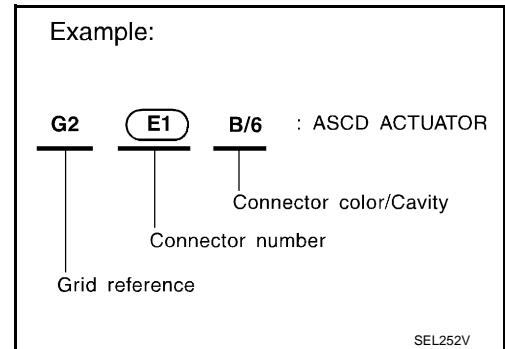 Example:
G2 E1 B/6 : ASCD ACTUATOR
Connector color/Cavity
Connector number
Grid reference
SEL252V